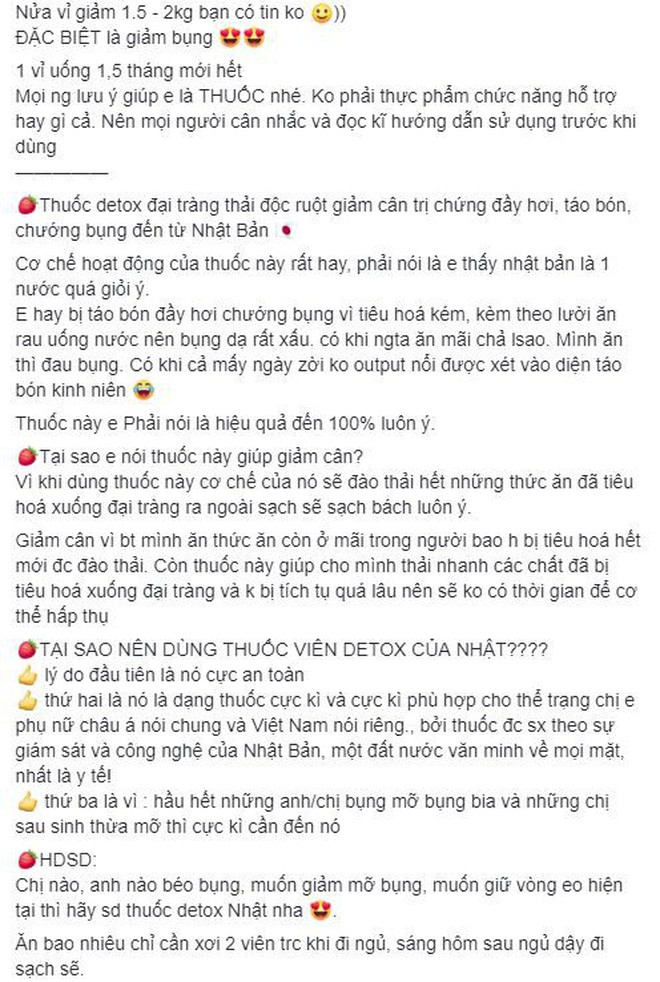 Nửa vỉ giảm 1.5 - 2kg bạn có tin ko 🙂))
ĐẶC BIỆT là giảm bụng 😍😍
1 vỉ uống 1,5 tháng mới hết
Mọi ng lưu ý giúp e là THUỐC nhé. Ko phải thực phẩm chức năng hỗ trợ
hay gì cả. Nên mọi người cân nhắc và đọc kĩ hướng dẫn sử dụng trước khi
dùng
——————
🍓Thuốc detox đại tràng thải độc ruột giảm cân trị chứng đầy hơi, táo bón,
chướng bụng đến từ Nhật Bản 🇯🇵
Cơ chế hoạt động của thuốc này rất hay, phải nói là e thấy nhật bản là 1
nước quá giỏi ý.
E hay bị táo bón đầy hơi chướng bụng vì tiêu hoá kém, kèm theo lười ăn
rau uống nước nên bụng dạ rất xấu. có khi ngta ăn mãi chả lsao. Mình ăn
thì đau bụng. Có khi cả mấy ngày zời ko output nổi được xét vào diện táo
bón kinh niên 😂
Thuốc này e Phải nói là hiệu quả đến 100% luôn ý.
🍓Tại sao e nói thuốc này giúp giảm cân?
Vì khi dùng thuốc này cơ chế của nó sẽ đào thải hết những thức ăn đã tiêu
hoá xuống đại tràng ra ngoài sạch sẽ sạch bách luôn ý.
Giảm cân vì bt mình ăn thức ăn còn ở mãi trong người bao h bị tiêu hoá hết
mới đc đào thải. Còn thuốc này giúp cho mình thải nhanh các chất đã bị
tiêu hoá xuống đại tràng và k bị tích tụ quá lâu nên sẽ ko có thời gian để cơ
thể hấp thụ
🍓TẠI SAO NÊN DÙNG THUỐC VIÊN DETOX CỦA NHẬT????
👍 lý do đầu tiên là nó cực an toàn
👍 thứ hai là nó là dạng thuốc cực kì và cực kì phù hợp cho thể trạng chị e
phụ nữ châu á nói chung và Việt Nam nói riêng., bởi thuốc đc sx theo sự
giám sát và công nghệ của Nhật Bản, một đất nước văn minh về mọi mặt,
nhất là y tế!
👍 thứ ba là vì : hầu hết những anh/chị bụng mỡ bụng bia và những chị
sau sinh thừa mỡ thì cực kì cần đến nó
🍓HDSD:
Chị nào, anh nào béo bụng, muốn giảm mỡ bụng, muốn giữ vòng eo hiện
tại thì hãy sd thuốc detox Nhật nha 😍.
Ăn bao nhiêu chỉ cần xơi 2 viên trc khi đi ngủ, sáng hôm sau ngủ dậy đi
sạch sẽ.